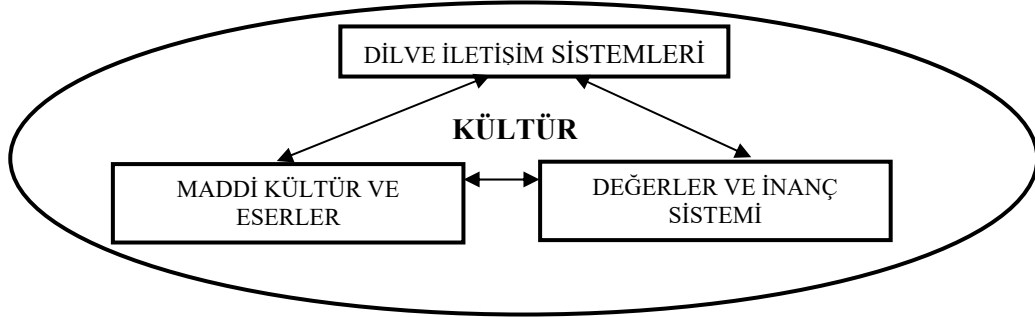 DİLVE İLETİŞİM SİSTEMLERİ
KÜLTÜR
MADDİ KÜLTÜR VE
ESERLER
DEĞERLER VE İNANÇ
SİSTEMİ